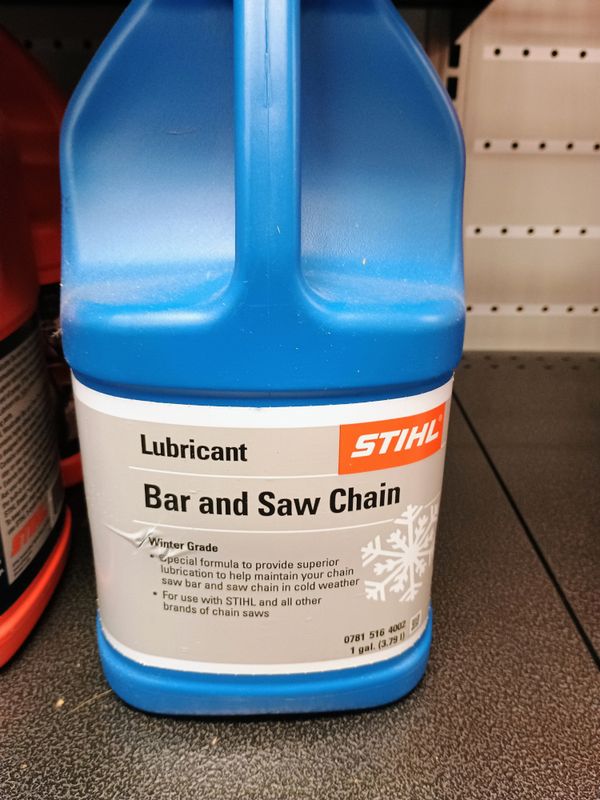 Lubricant
STIHL®
Bar and Saw Chain
Winter Grade
• Special formula to provide superior
lubrication to help maintain your chain
saw bar and saw chain in cold weather
• For use with STIHL and all other
brands of chain saws
0781 516 4002
1 gal. (3.79 l)
STIHL